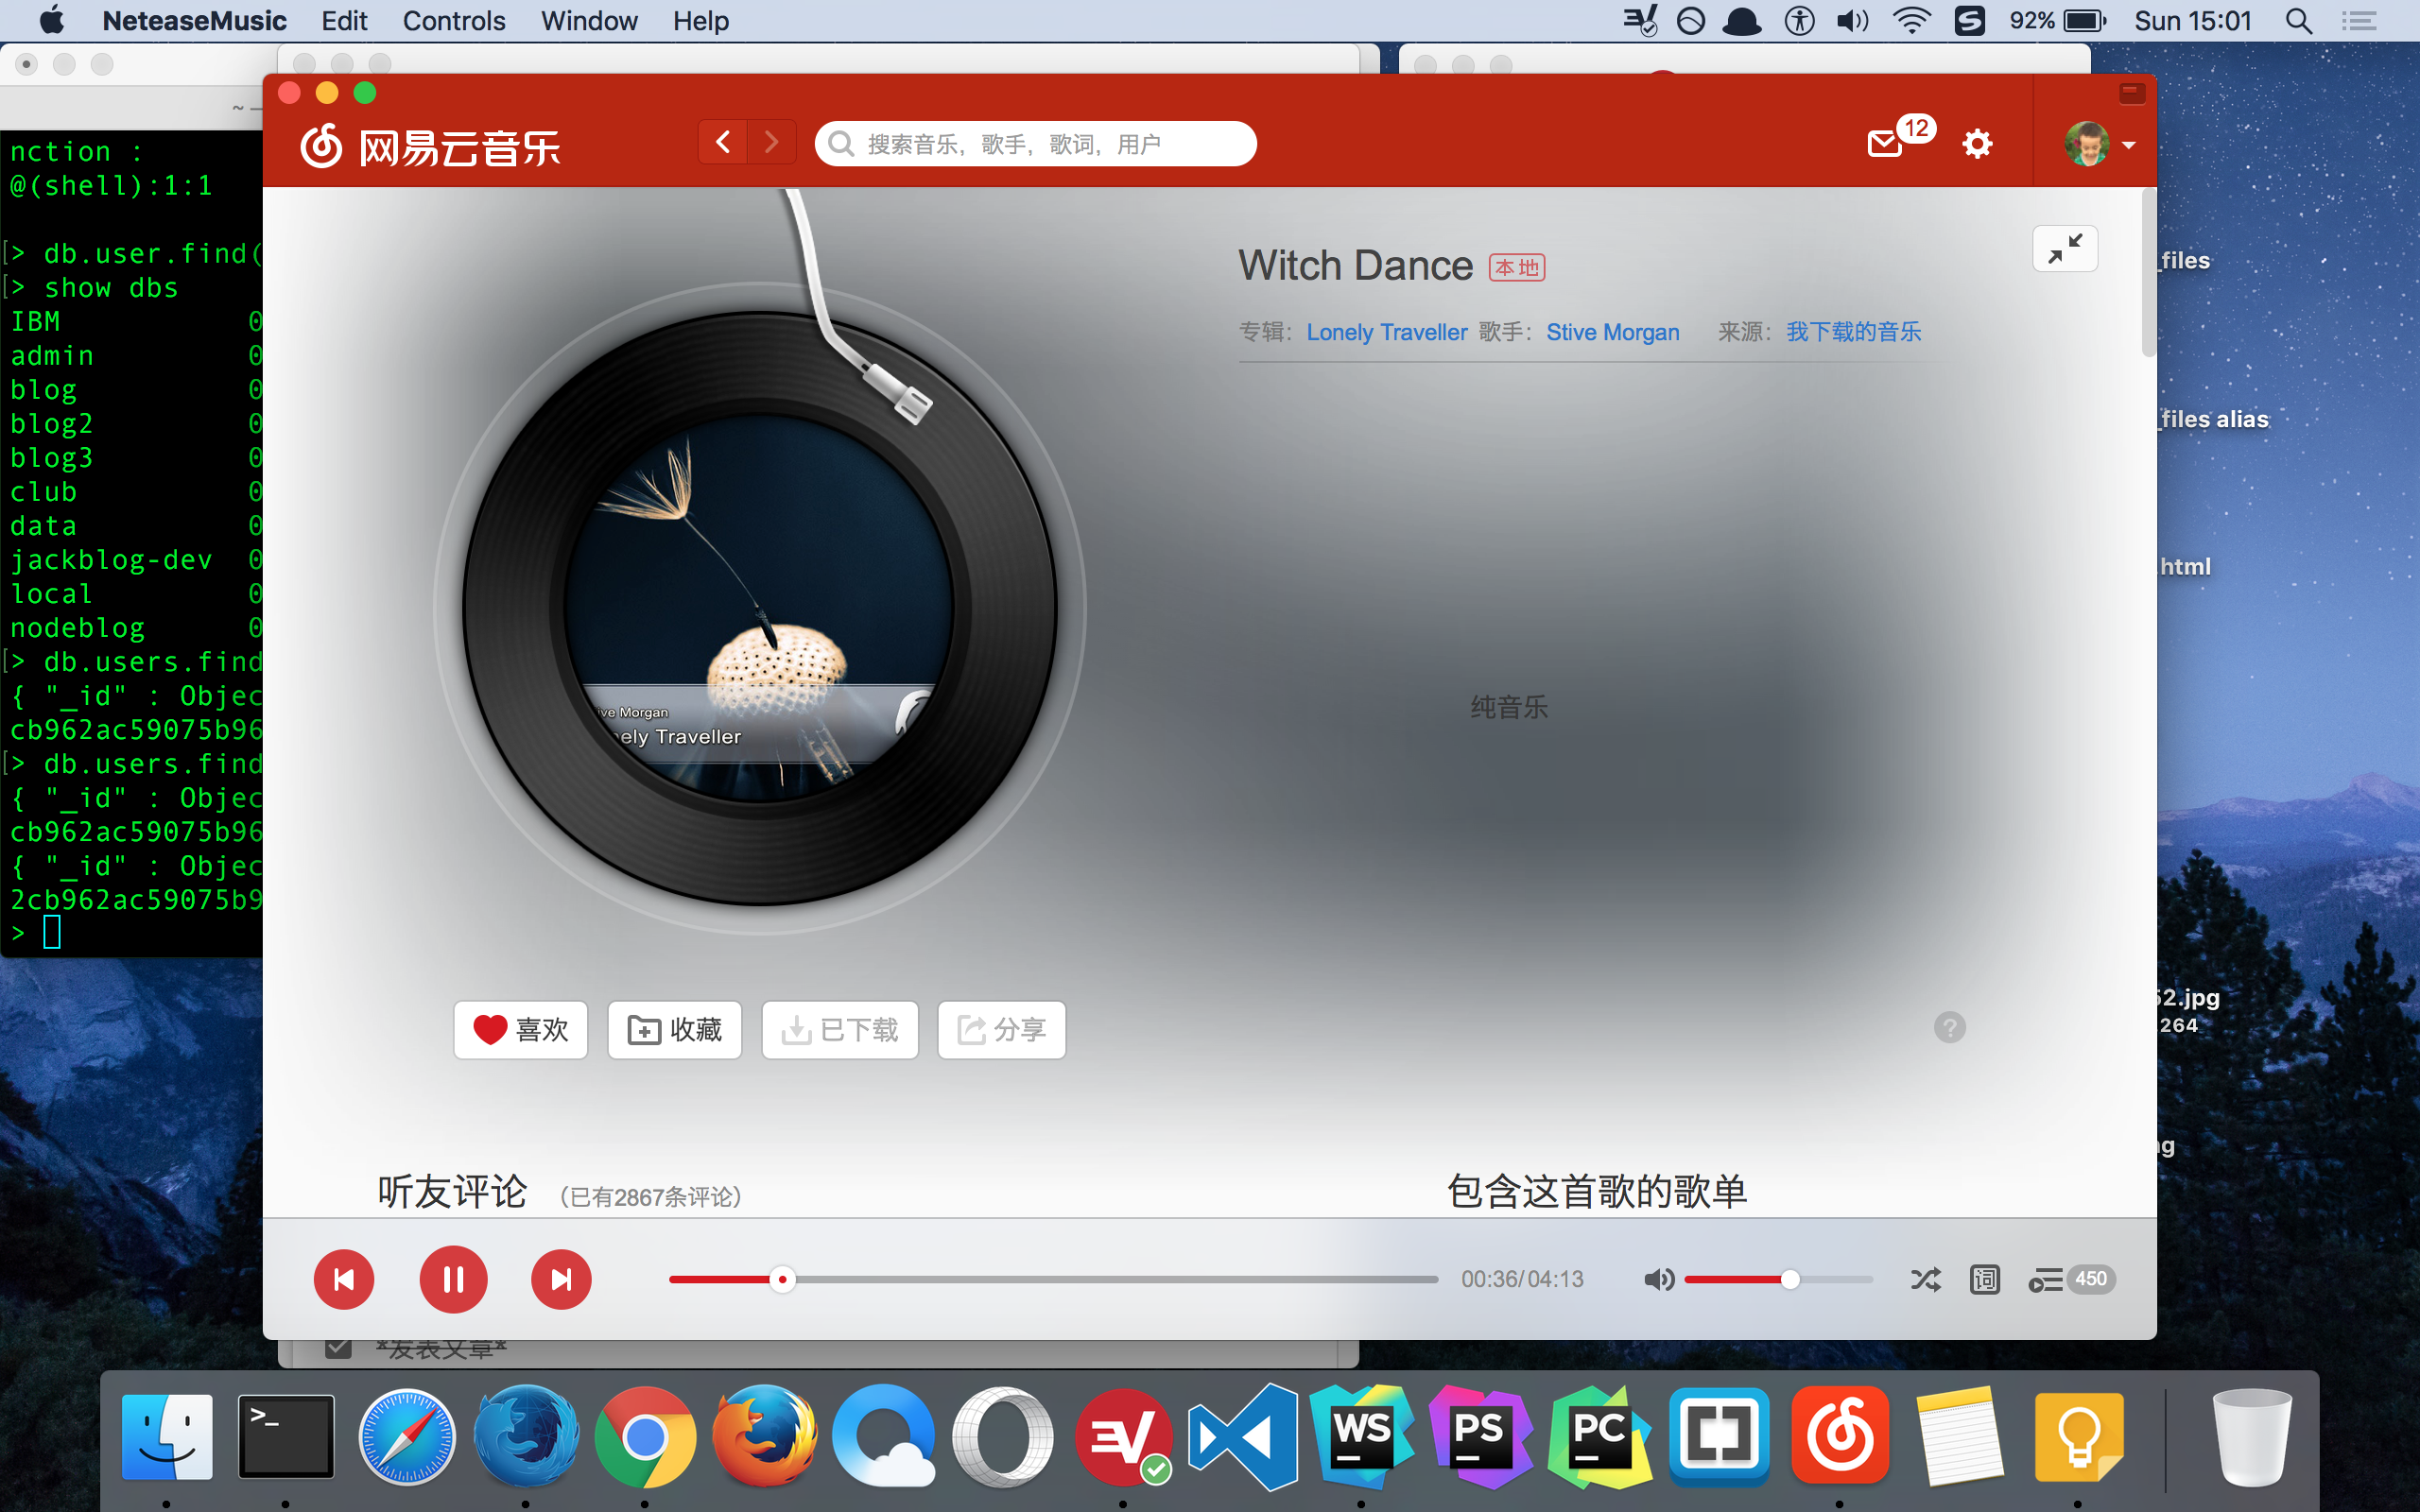 NeteaseMusic Edit Controls Window Help
92% Sun 15:01
~ —
nction :
@(shell):1:1
[> db.user.find(
[> show dbs
IBM 0
admin 0
blog 0
blog2 0
blog3 0
club 0
data 0
jackblog-dev 0
local 0
nodeblog 0
[> db.users.find
{ "_id" : Objec
cb962ac59075b96
[> db.users.find
{ "_id" : Objec
cb962ac59075b96
{ "_id" : Objec
2cb962ac59075b9
>
网易云音乐
搜索音乐，歌手，歌词，用户
12
Witch Dance 本地
专辑：Lonely Traveller 歌手：Stive Morgan 来源：我下载的音乐
纯音乐
ive Morgan
nely Traveller
喜欢 收藏 已下载 分享
?
听友评论 （已有2867条评论）
包含这首歌的歌单
00:36/04:13
词
450
*发表文章*
_files
_files alias
.html
52.jpg
264
ng
>_
EV
WS
PS
PC